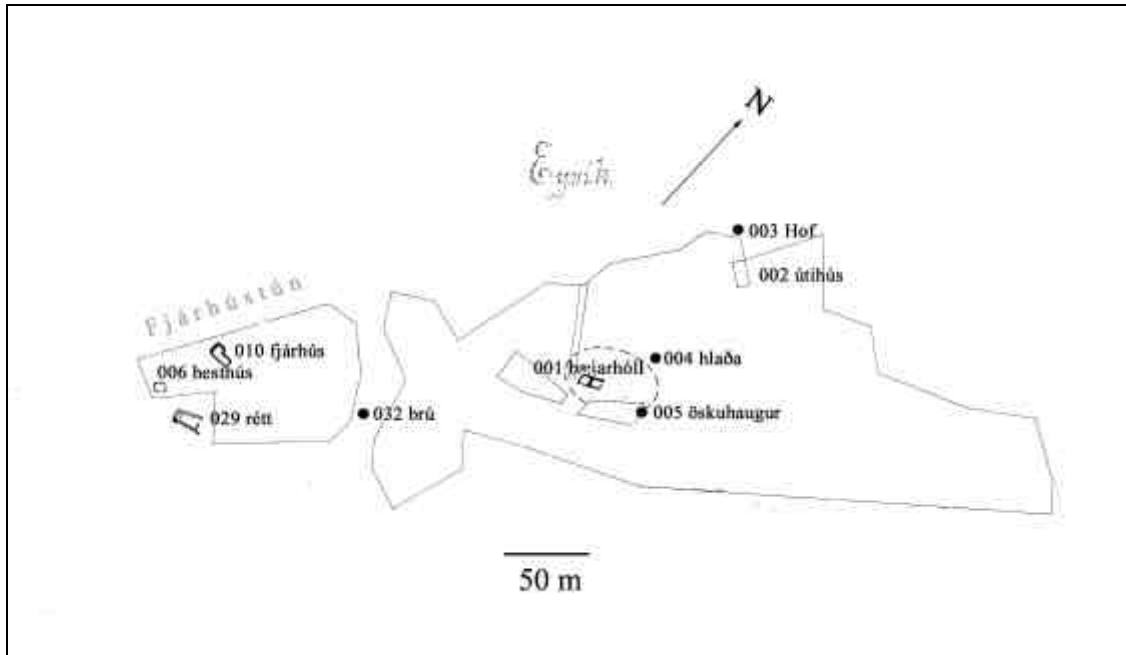 N
Eyvík.
003 Hof
002 útihús
Fjárhústún
010 fjárhús
006 hesthús
029 rétt
032 brú
001 bæjarhóll
004 hlaða
005 öskuhaugur
50 m